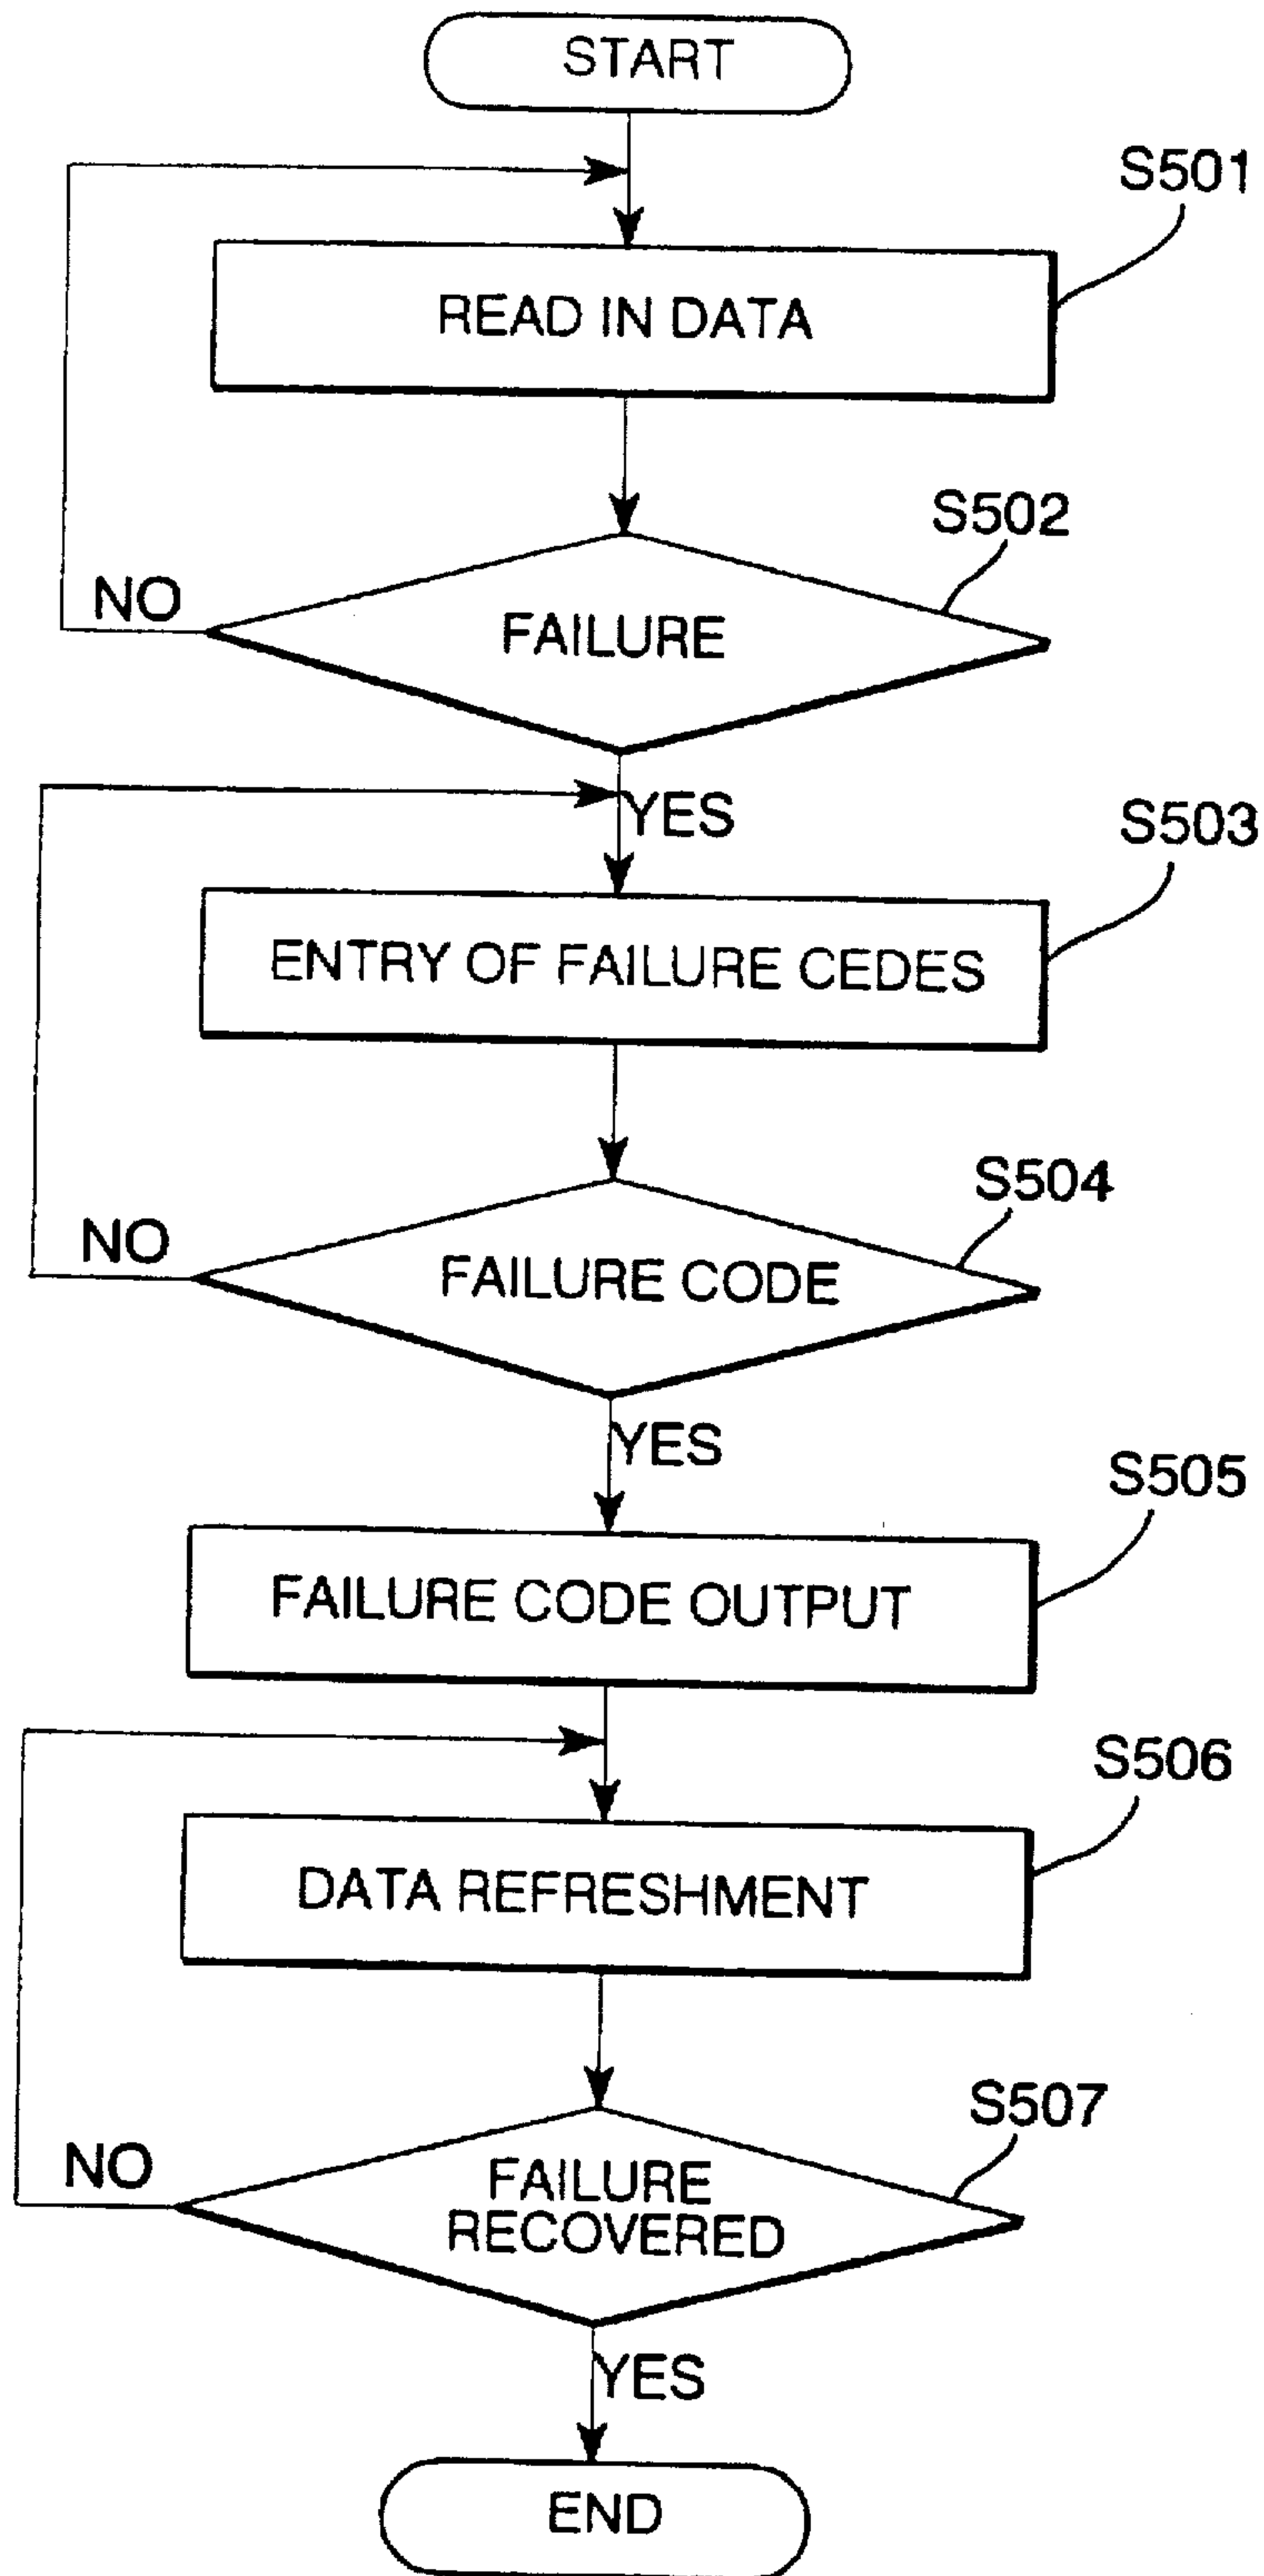 START
S501
READ IN DATA
S502
NO
FAILURE
YES
S503
ENTRY OF FAILURE CEDES
S504
NO
FAILURE CODE
YES
S505
FAILURE CODE OUTPUT
S506
DATA REFRESHMENT
S507
NO
FAILURE
RECOVERED
YES
END